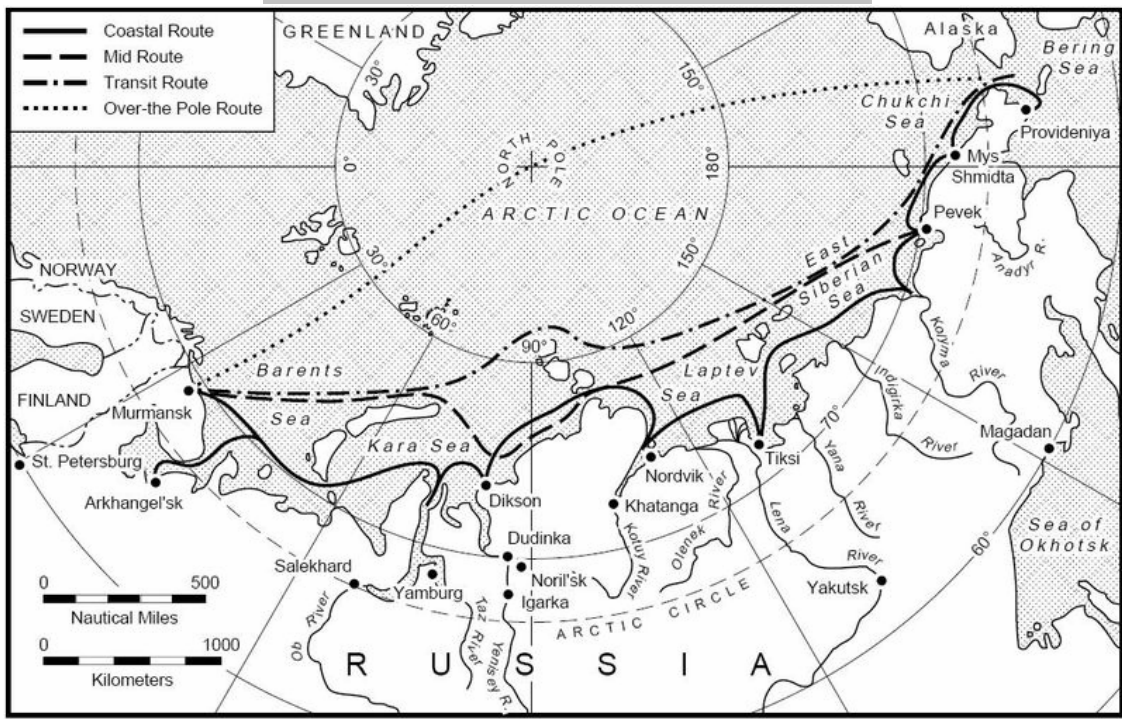 Coastal Route
Mid Route
Transit Route
Over-the Pole Route
GREENLAND
Alaska
Bering
Sea
30°
150°
Chukchi
Sea
Provideniya
0°
NORTH
POLE
180°
Mys
Shmidta
ARCTIC OCEAN
Pevek
30°
150°
East
Siberian
Sea
Anadyr R.
NORWAY
SWEDEN
60°
120°
90°
Kolyma
River
Barents
Sea
Laptev
Sea
Indigirka
River
FINLAND
Murmansk
Kara Sea
70°
Magadan
St. Petersburg
Arkhangel'sk
Dikson
Nordvik
Tiksi
Yana
River
Khatanga
Kotuy River
Olenek River
Lena
River
Sea of
Okhotsk
60°
Dudinka
Noril'sk
Igarka
Salekhard
Yamburg
Yakutsk
0 500
Nautical Miles
0 1000
Kilometers
Ob River
Taz River
Yenisey R.
ARCTIC CIRCLE
RUSSIA